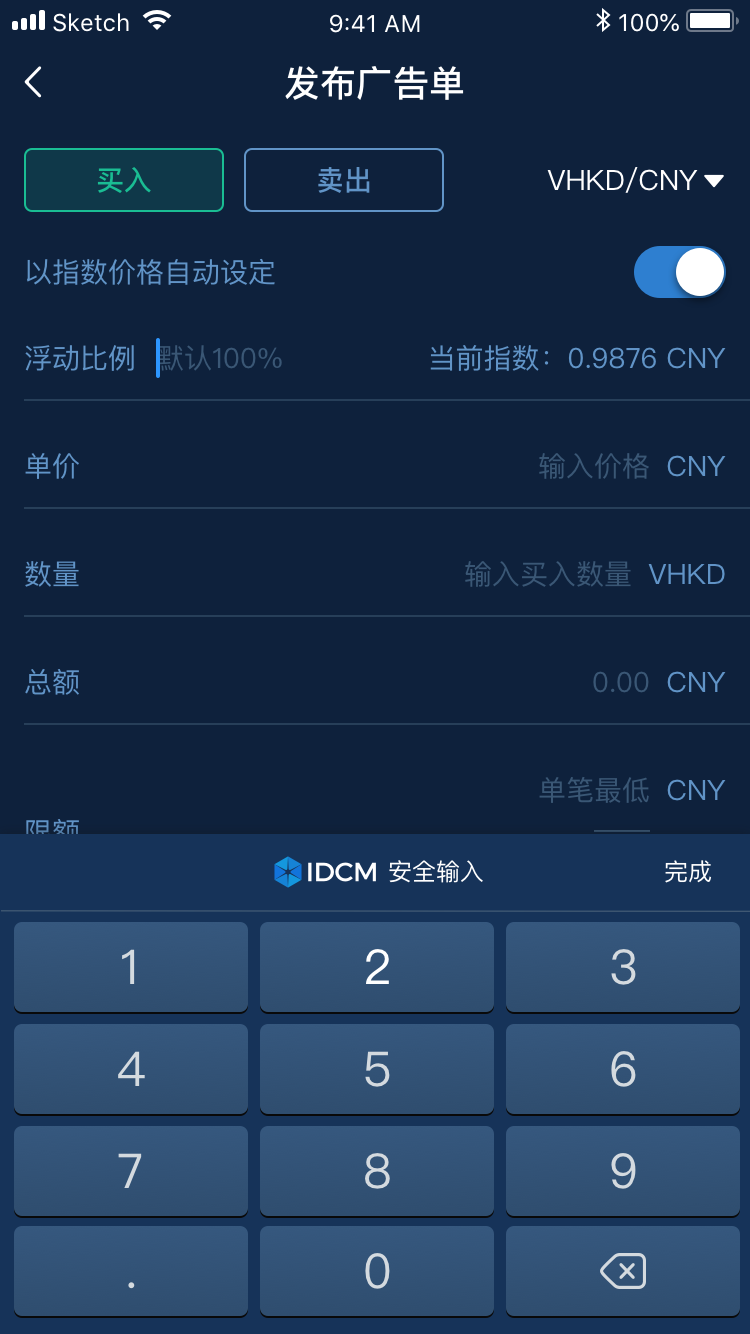 Sketch 9:41 AM 100%
发布广告单
买入 卖出 VHKD/CNY
以指数价格自动设定
浮动比例 默认100% 当前指数：0.9876 CNY
单价 输入价格 CNY
数量 输入买入数量 VHKD
总额 0.00 CNY
单笔最低 CNY
限额
IDCM 安全输入 完成
1 2 3
4 5 6
7 8 9
. 0